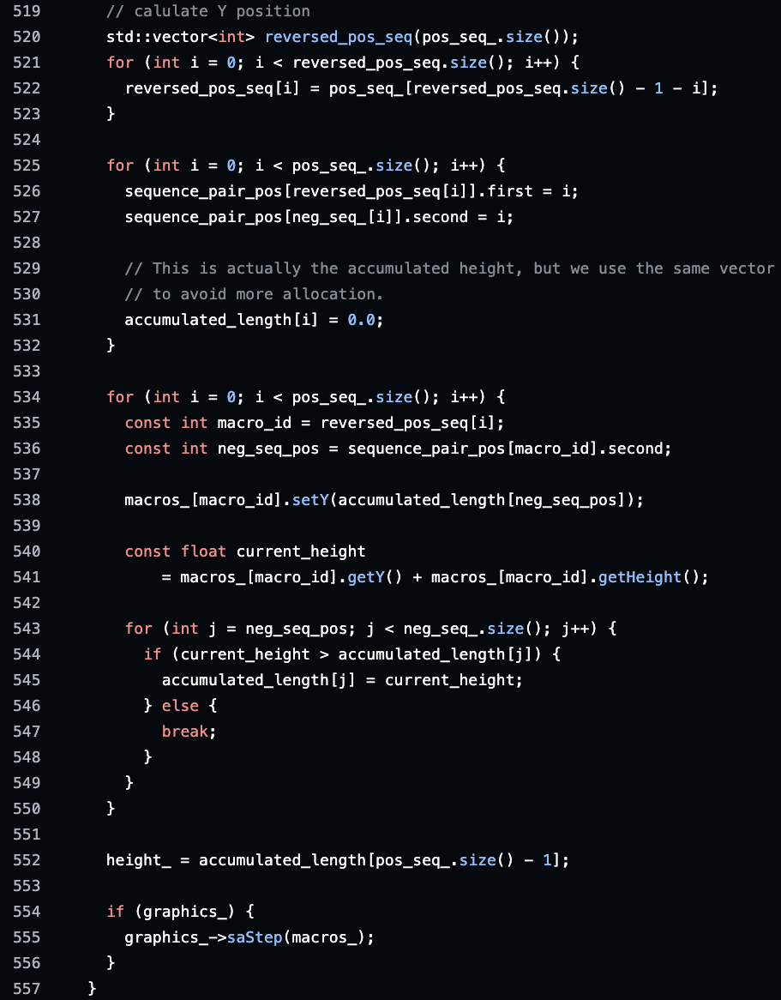 519 // calulate Y position
520 std::vector<int> reversed_pos_seq(pos_seq_.size());
521 for (int i = 0; i < reversed_pos_seq.size(); i++) {
522 reversed_pos_seq[i] = pos_seq_[reversed_pos_seq.size() - 1 - i];
523 }
524
525 for (int i = 0; i < pos_seq_.size(); i++) {
526 sequence_pair_pos[reversed_pos_seq[i]].first = i;
527 sequence_pair_pos[neg_seq_[i]].second = i;
528
529 // This is actually the accumulated height, but we use the same vector
530 // to avoid more allocation.
531 accumulated_length[i] = 0.0;
532 }
533
534 for (int i = 0; i < pos_seq_.size(); i++) {
535 const int macro_id = reversed_pos_seq[i];
536 const int neg_seq_pos = sequence_pair_pos[macro_id].second;
537
538 macros_[macro_id].setY(accumulated_length[neg_seq_pos]);
539
540 const float current_height
541 = macros_[macro_id].getY() + macros_[macro_id].getHeight();
542
543 for (int j = neg_seq_pos; j < neg_seq_.size(); j++) {
544 if (current_height > accumulated_length[j]) {
545 accumulated_length[j] = current_height;
546 } else {
547 break;
548 }
549 }
550 }
551
552 height_ = accumulated_length[pos_seq_.size() - 1];
553
554 if (graphics_) {
555 graphics_->saStep(macros_);
556 }
557 }